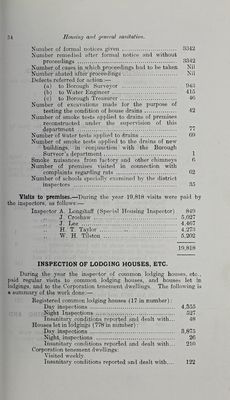 34 Housing and general sanitation.
Number of formal notices given ... 3342
Number remedied after formal notice and without
proceedings ... 3342
Number of cases in which proceedings had to be taken Nil
Number abated after proceedings ... Nil
Defects referred for action:—
(a) to Borough Surveyor ... 943
(b) to Water Engineer ... 415
(c) to Borough Treasurer ... 46
Number of excavations made for the purpose of
testing the condition of house drains ... 42
Number of smoke tests applied to drains of premises
reconstructed under the supervision of this
department ... 77
Number of water tests applied to drains ... 69
Number of smoke tests applied to the drains of new
buildings, in conjunction with the Borough
Surveyor's department ... 1
Smoke nuisances from factory and other chimneys 6
Number of premises visited in connection with
complaints regarding rats ... 62
Number of schools specially examined by the district
inspectors ... 35
Visits to premises.—During the year 19,818 visits were paid by
the inspectors, as follows:—
Inspector A. Longstaff (Special Housing Inspector) 849
,, J. Croshaw ... 5,027
,, J. Lee ... 4,467
,, H. T. Taylor ... 4,273
,, W. H. Tilston ... 5,202
19,818
INSPECTION OF LODGING HOUSES, ETC.
During the year the inspector of common lodging houses, etc.,
paid regular visits to common lodging houses, and houses let in
lodgings, and to the Corporation tenement dwellings. The following is
a summary of the work done:—
Registered common lodging houses (17 in number):
Day inspections ... 4,355
Night Inspections ... 327
Insanitary conditions reported and dealt with... 48
Houses let in lodgings (778 in number):
Day inspections ... 3,875
Night inspections ... 26
Insanitary conditions reported and dealt with... 210
Corporation tenement dwellings:
Visited weekly
Insanitary conditions reported and dealt with.... 122